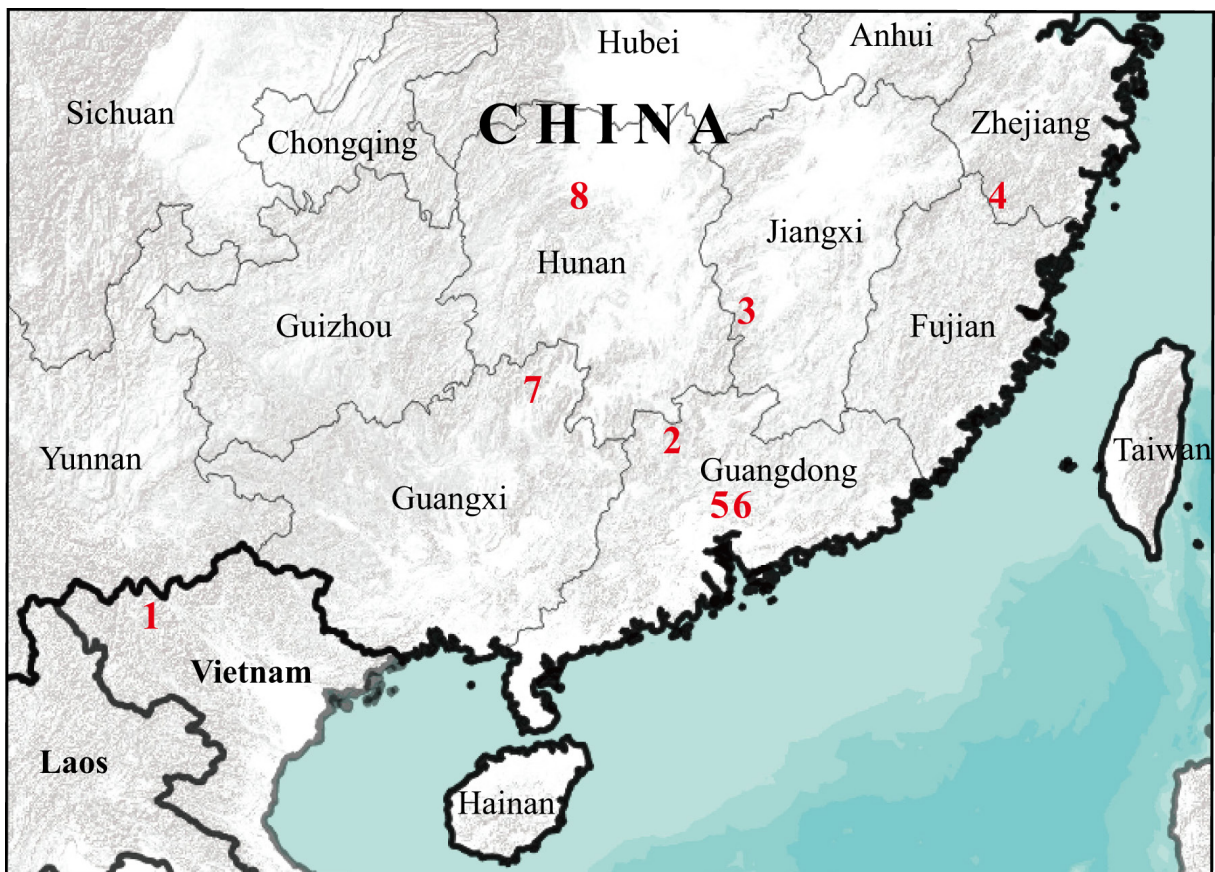 Hubei
Anhui
Sichuan
CHINA
Chongqing
Zhejiang
8
4
Jiangxi
Hunan
3
Guizhou
Fujian
7
2
Taiwan
Yunnan
Guangdong
Guangxi
56
1
Vietnam
Laos
Hainan